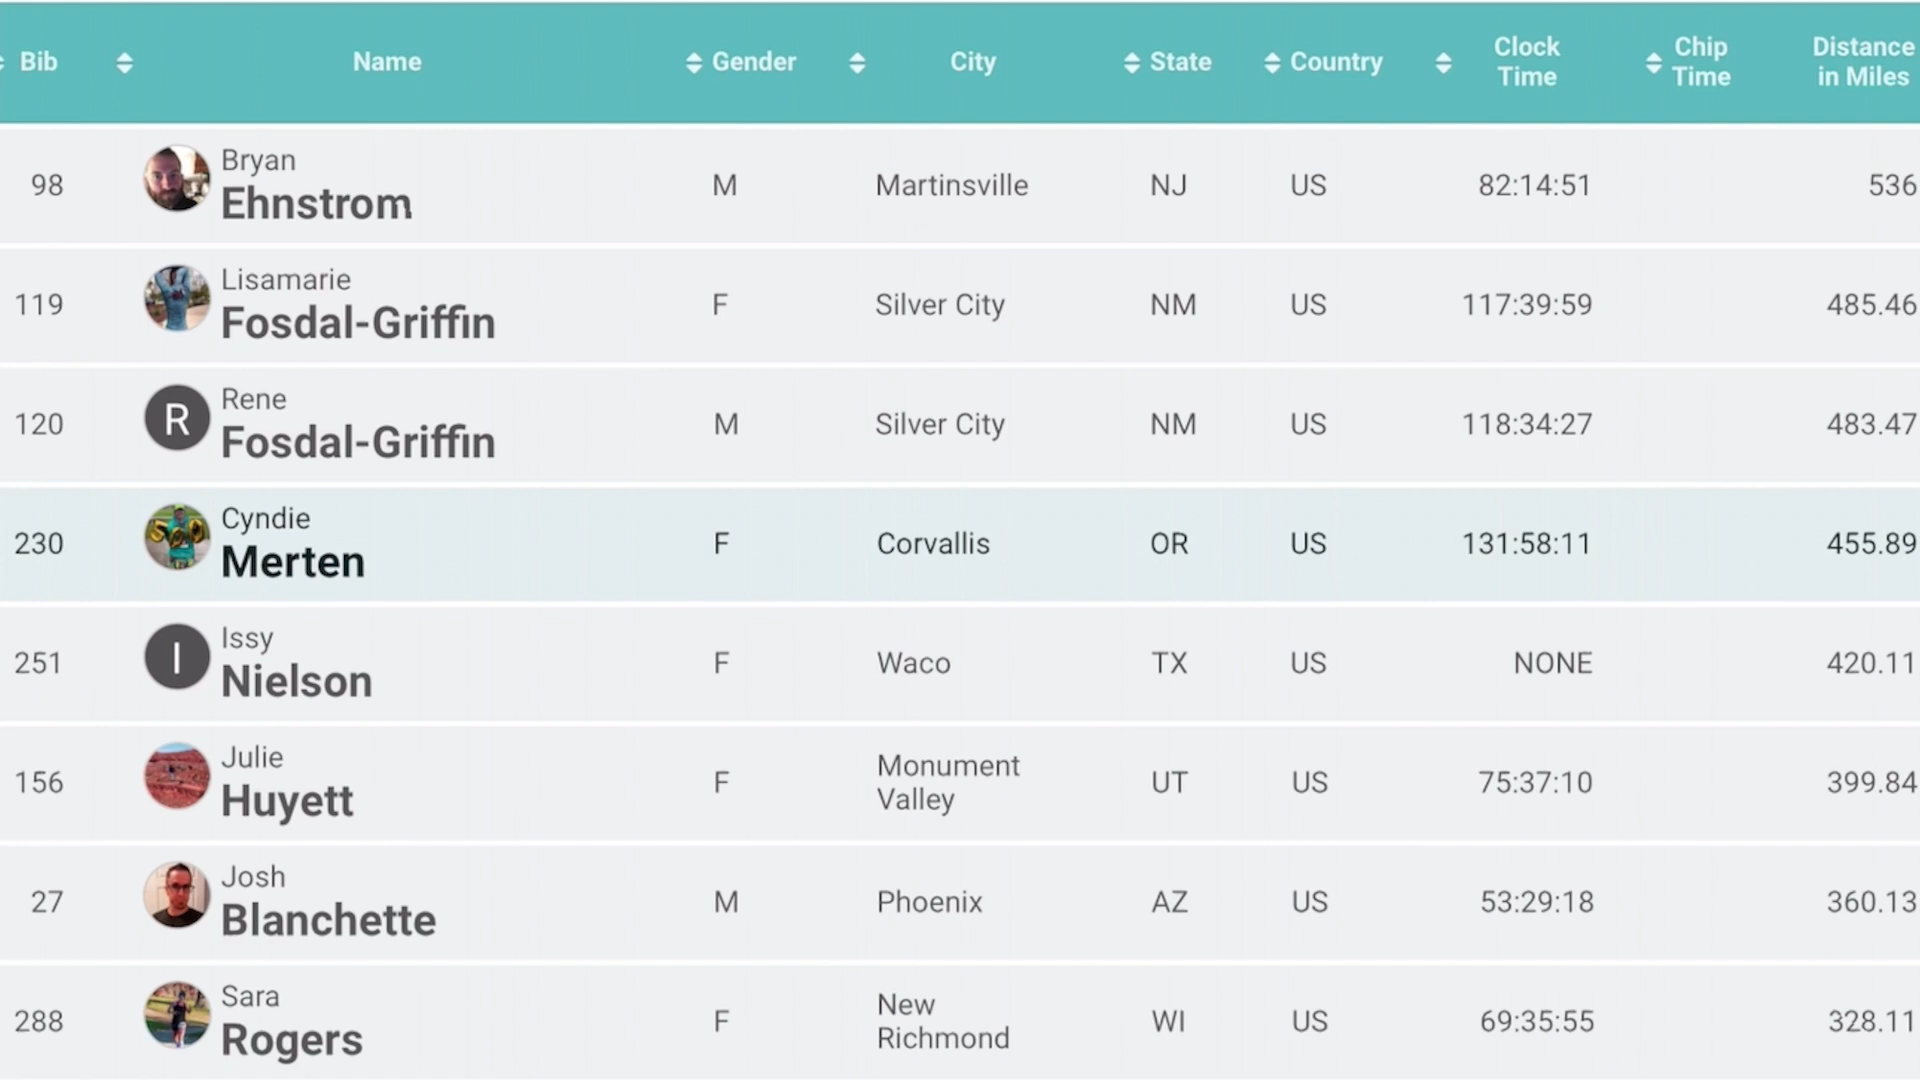 Bib Name Gender City State Country Clock Time Chip Time Distance in Miles
98 Bryan Ehnstrom M Martinsville NJ US 82:14:51 536
119 Lisamarie Fosdal-Griffin F Silver City NM US 117:39:59 485.46
120 R Rene Fosdal-Griffin M Silver City NM US 118:34:27 483.47
230 Cyndie Merten F Corvallis OR US 131:58:11 455.89
251 I Issy Nielson F Waco TX US NONE 420.11
156 Julie Huyett F Monument Valley UT US 75:37:10 399.84
27 Josh Blanchette M Phoenix AZ US 53:29:18 360.13
288 Sara Rogers F New Richmond WI US 69:35:55 328.11